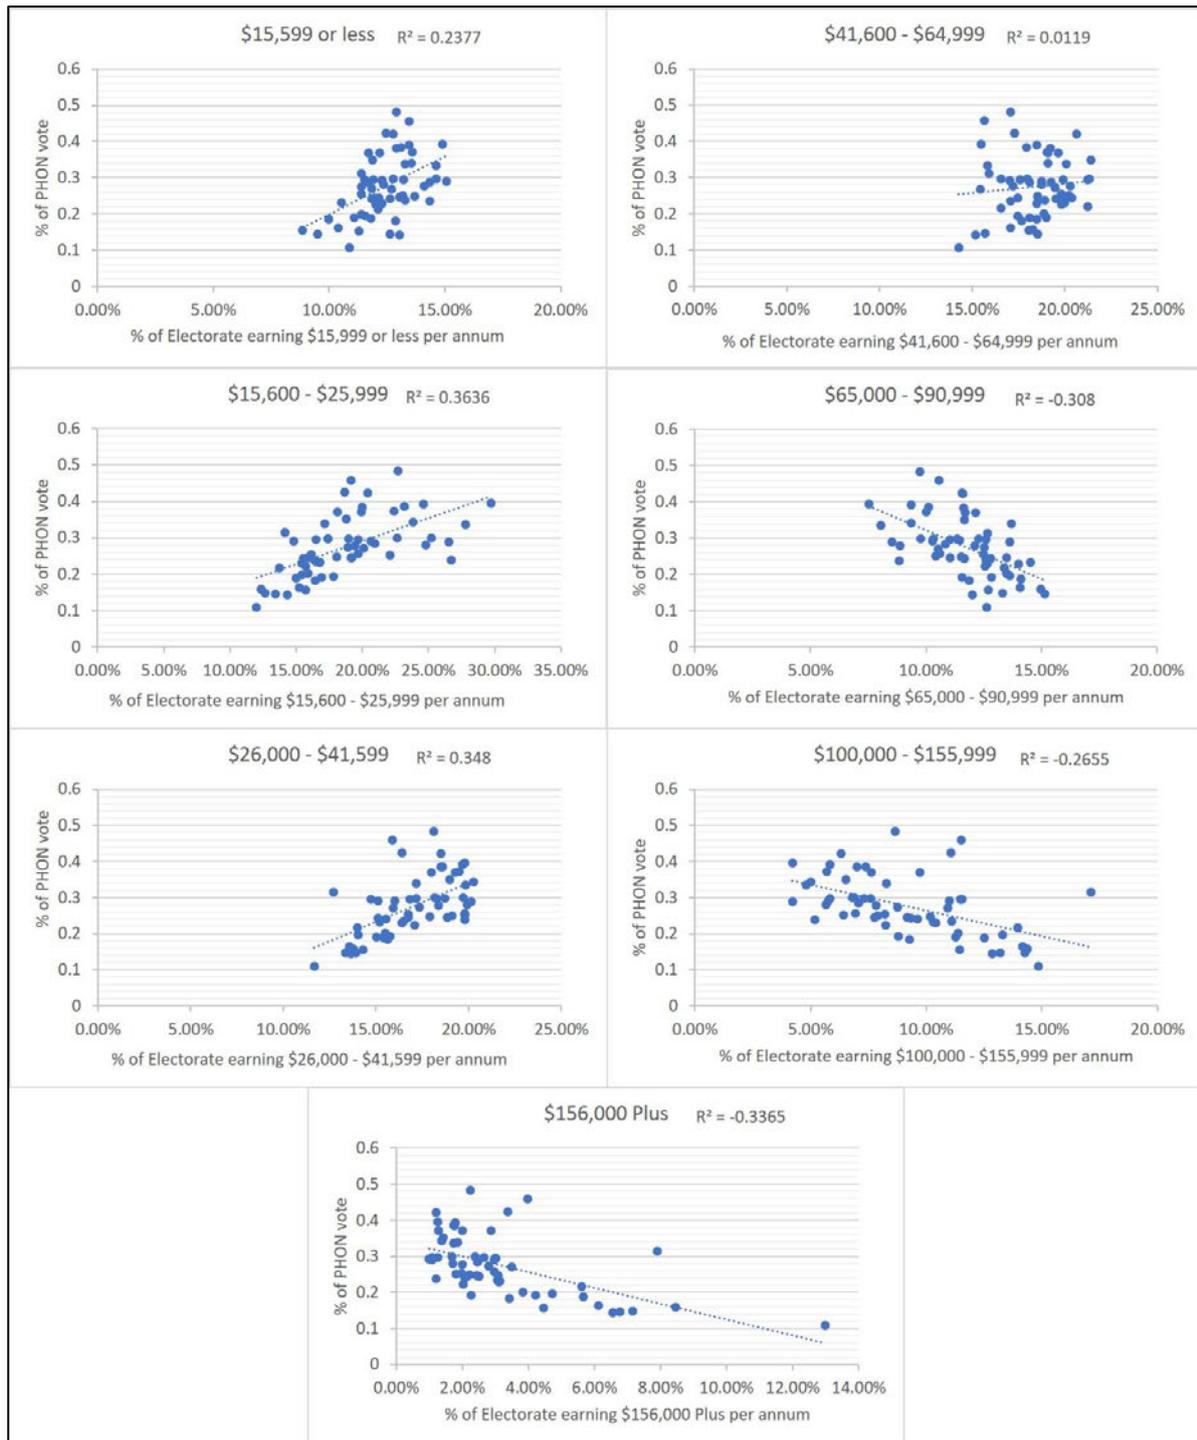 $15,599 or less R² = 0.2377
0.6
0.5
0.4
0.3
0.2
0.1
0
% of PHON vote
0.00% 5.00% 10.00% 15.00% 20.00%
% of Electorate earning $15,999 or less per annum
$41,600 - $64,999 R² = 0.0119
0.6
0.5
0.4
0.3
0.2
0.1
0
% of PHON vote
0.00% 5.00% 10.00% 15.00% 20.00% 25.00%
% of Electorate earning $41,600 - $64,999 per annum
$15,600 - $25,999 R² = 0.3636
0.6
0.5
0.4
0.3
0.2
0.1
0
% of PHON vote
0.00% 5.00% 10.00% 15.00% 20.00% 25.00% 30.00% 35.00%
% of Electorate earning $15,600 - $25,999 per annum
$65,000 - $90,999 R² = -0.308
0.6
0.5
0.4
0.3
0.2
0.1
0
% of PHON vote
0.00% 5.00% 10.00% 15.00% 20.00%
% of Electorate earning $65,000 - $90,999 per annum
$26,000 - $41,599 R² = 0.348
0.6
0.5
0.4
0.3
0.2
0.1
0
% of PHON vote
0.00% 5.00% 10.00% 15.00% 20.00% 25.00%
% of Electorate earning $26,000 - $41,599 per annum
$100,000 - $155,999 R² = -0.2655
0.6
0.5
0.4
0.3
0.2
0.1
0
% of PHON vote
0.00% 5.00% 10.00% 15.00% 20.00%
% of Electorate earning $100,000 - $155,999 per annum
$156,000 Plus R² = -0.3365
0.6
0.5
0.4
0.3
0.2
0.1
0
% of PHON vote
0.00% 2.00% 4.00% 6.00% 8.00% 10.00% 12.00% 14.00%
% of Electorate earning $156,000 Plus per annum